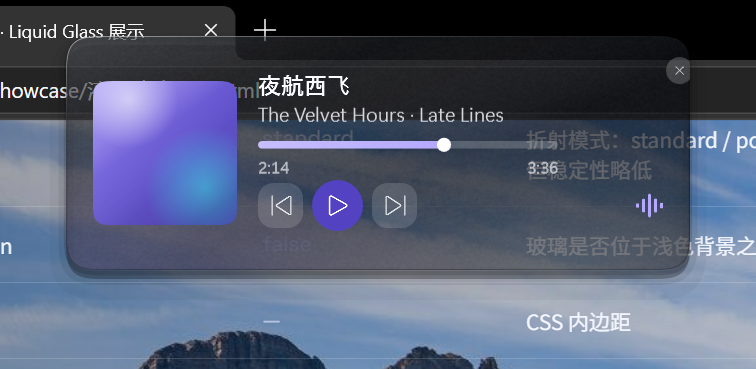 · Liquid Glass 展示
howcase/
夜航西飞
The Velvet Hours · Late Lines
standard
折射模式：standard / po
2:14
3:36
但稳定性略低
n
false
玻璃是否位于浅色背景之
—
CSS 内边距